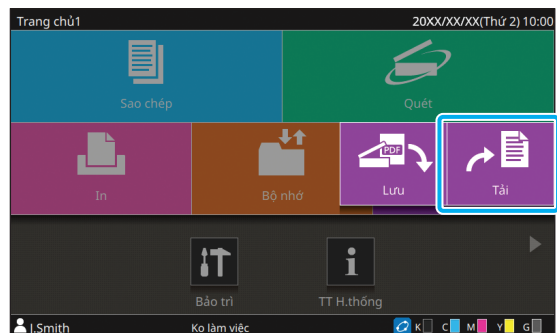 Trang chủ1 20XX/XX/XX(Thứ 2) 10:00
Sao chép Quét
PDF
In Bộ nhớ Lưu Tải
Bảo trì TT H.thống
J.Smith Ko làm việc K C M Y G